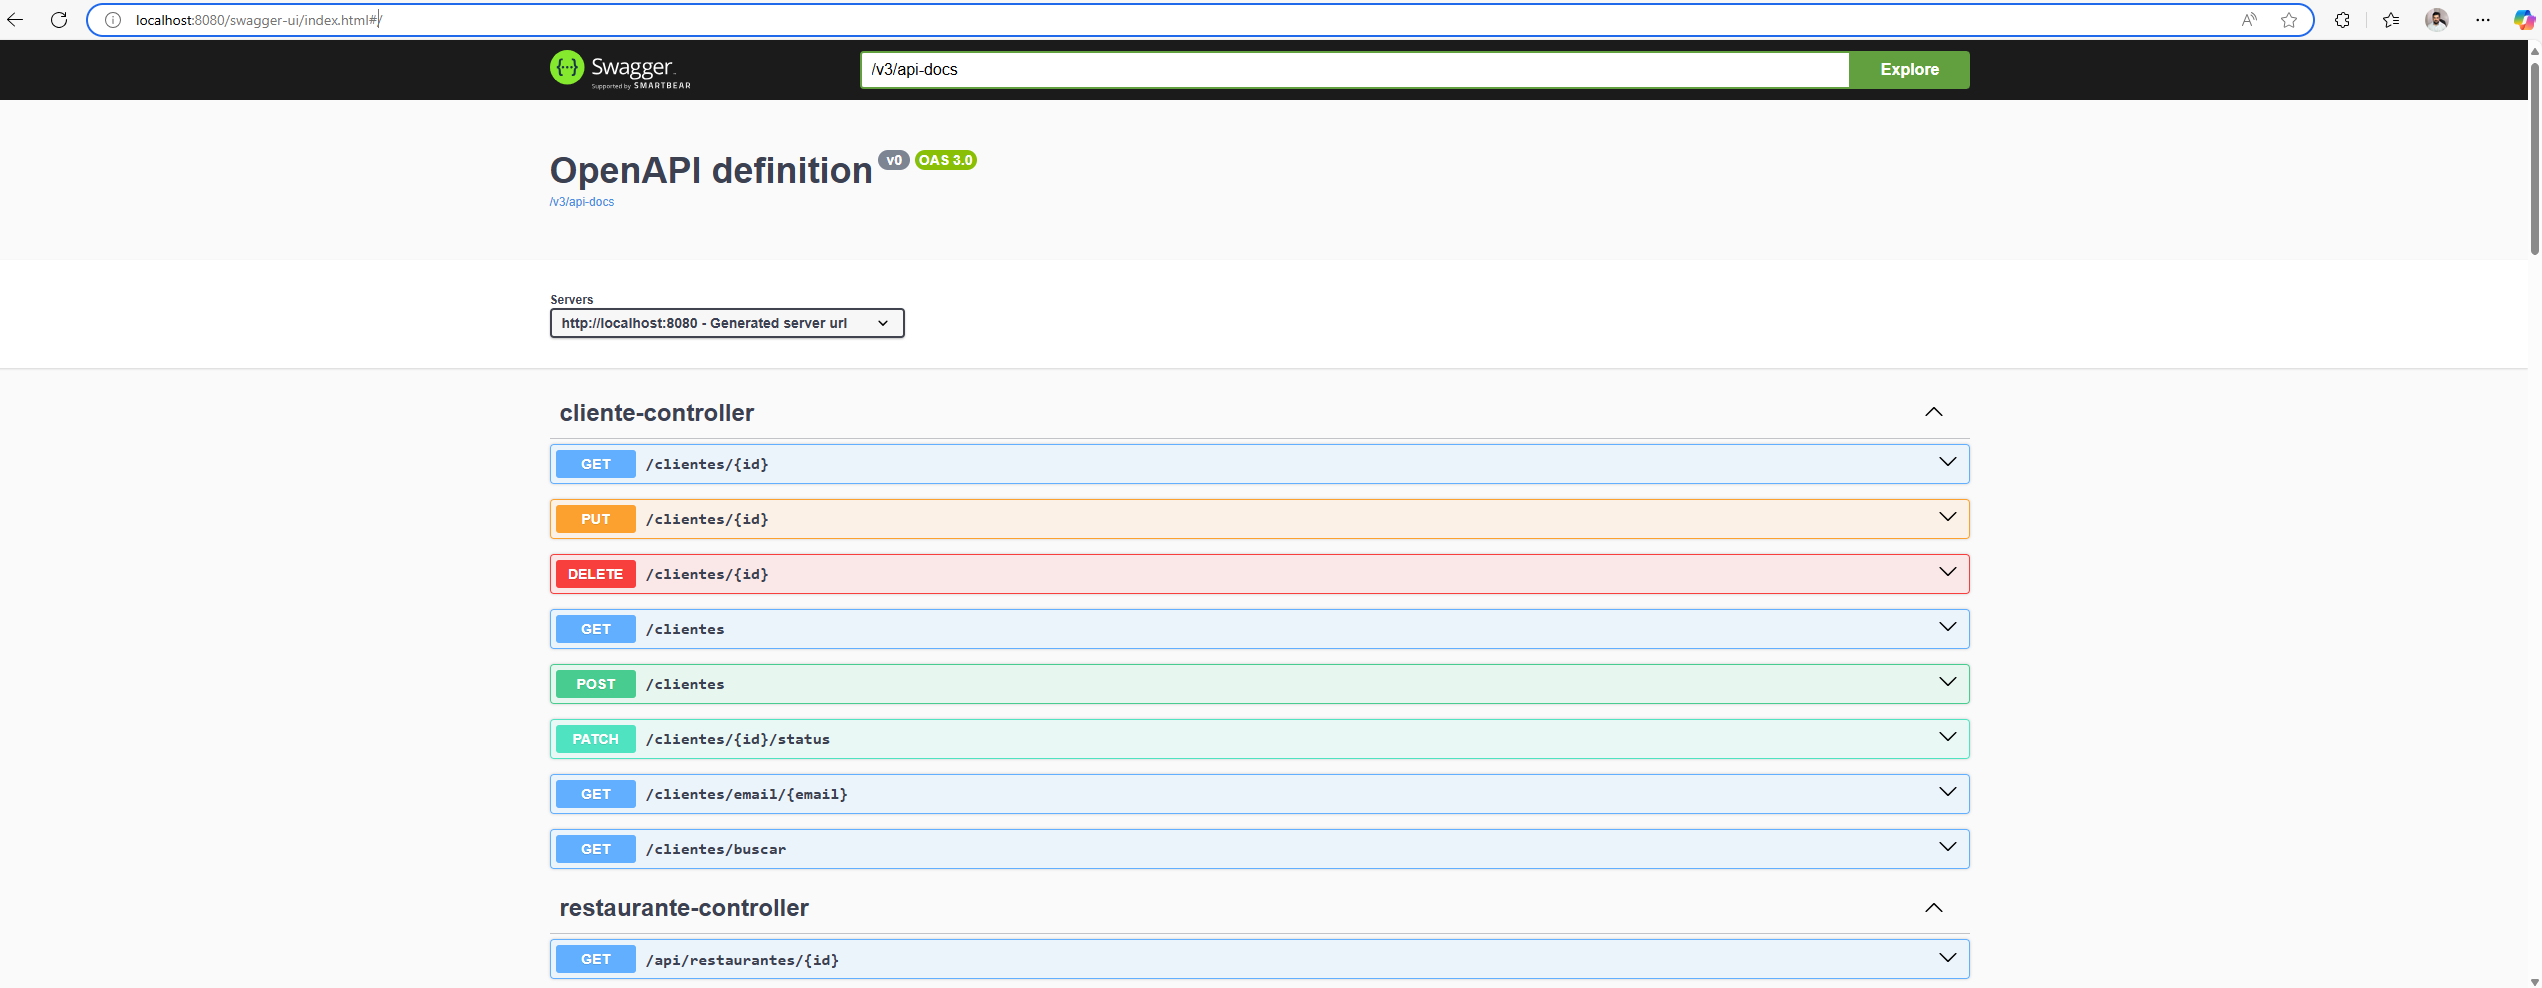 localhost:8080/swagger-ui/index.html#/
Swagger
Supported by SMARTBEAR
/v3/api-docs
Explore
OpenAPI definition v0 OAS 3.0
/v3/api-docs
Servers
http://localhost:8080 - Generated server url
cliente-controller
GET /clientes/{id}
PUT /clientes/{id}
DELETE /clientes/{id}
GET /clientes
POST /clientes
PATCH /clientes/{id}/status
GET /clientes/email/{email}
GET /clientes/buscar
restaurante-controller
GET /api/restaurantes/{id}